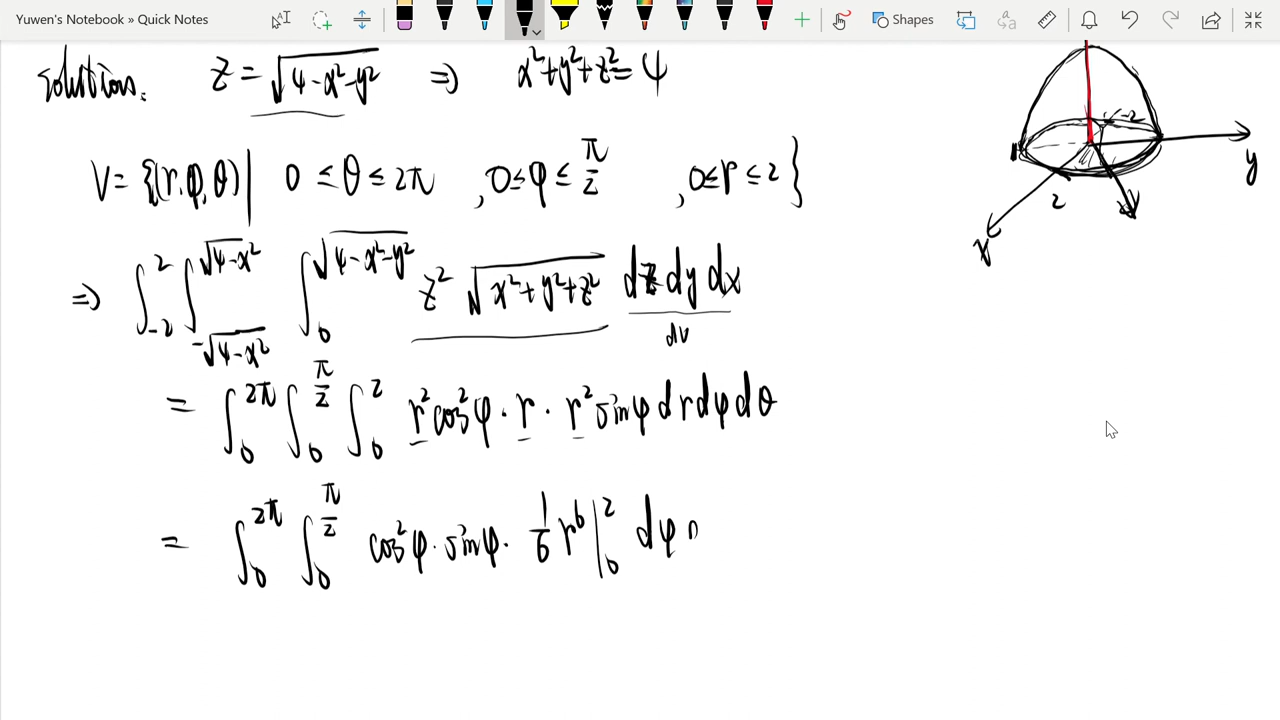 Yuwen's Notebook » Quick Notes
Shapes
solution. z = √(4-x²-y²) ⇒ x²+y²+z² = 4
-2
y
2
x
V = {(r, φ, θ) | 0 ≤ θ ≤ 2π , 0 ≤ φ ≤ π/2 , 0 ≤ r ≤ 2 }
⇒ ∫_{-2}^{2} ∫_{-√(4-x²)}^{√(4-x²)} ∫_0^{√(4-x²-y²)} z² √(x²+y²+z²) dz dy dx
dv
= ∫_0^{2π} ∫_0^{π/2} ∫_0^2 r² cos²φ · r · r² sinφ dr dφ dθ
= ∫_0^{2π} ∫_0^{π/2} cos²φ · sinφ · 1/6 r⁶ |_0^2 dφ